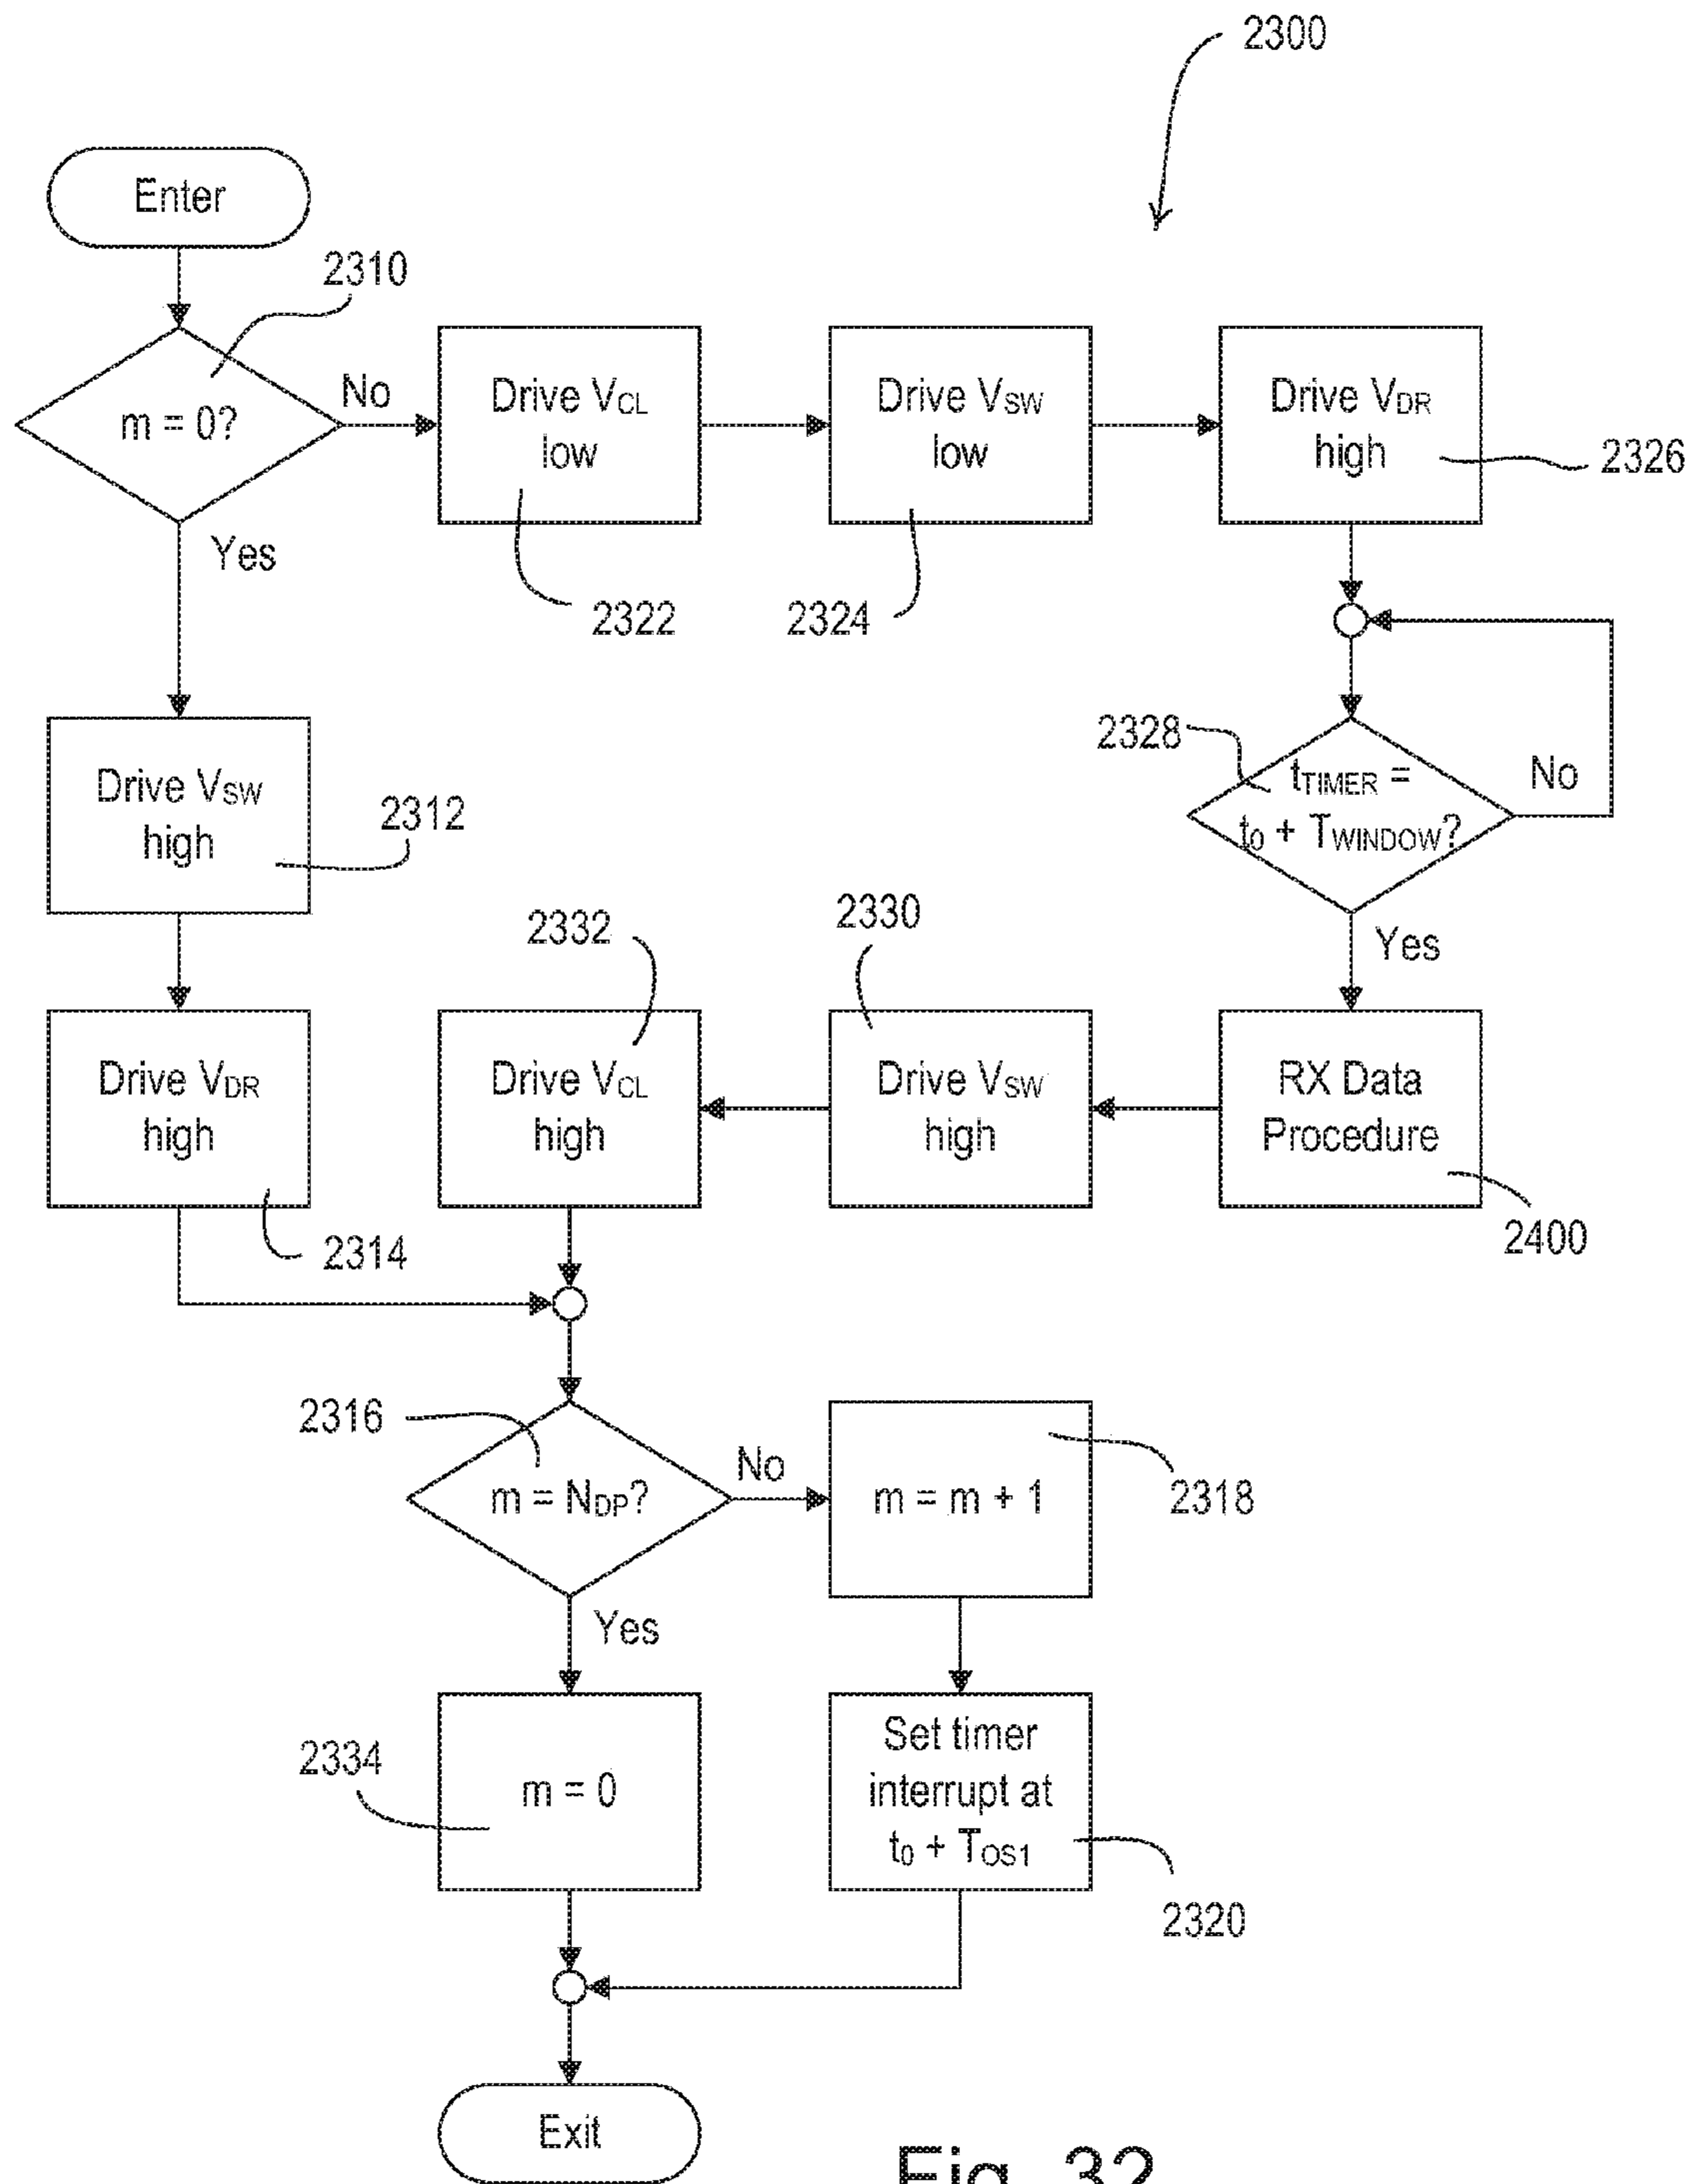 2300
Enter
2310
m = 0?
No
Yes
Drive VCL
low
2322
Drive VSW
low
2324
Drive VDR
high
2326
2328
tTIMER =
t0 + TWINDOW?
No
Yes
Drive VSW
high
2312
Drive VDR
high
2314
2332
Drive VCL
high
2330
Drive VSW
high
RX Data
Procedure
2400
2316
m = NDP?
No
Yes
m = m + 1
2318
2334
m = 0
Set timer
interrupt at
t0 + TOS1
2320
Exit
Fig. 32